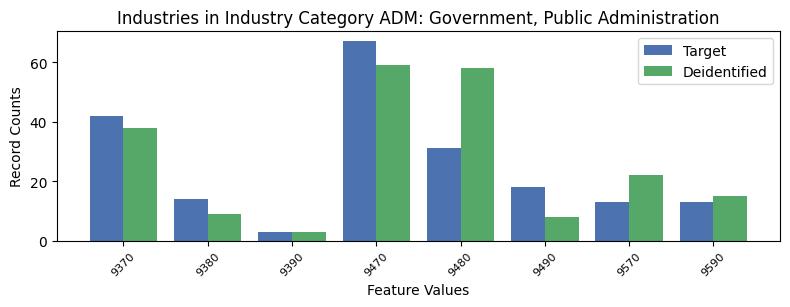 Industries in Industry Category ADM: Government, Public Administration
Target
Deidentified
Record Counts
60
40
20
0
9370 9380 9390 9470 9480 9490 9570 9590
Feature Values